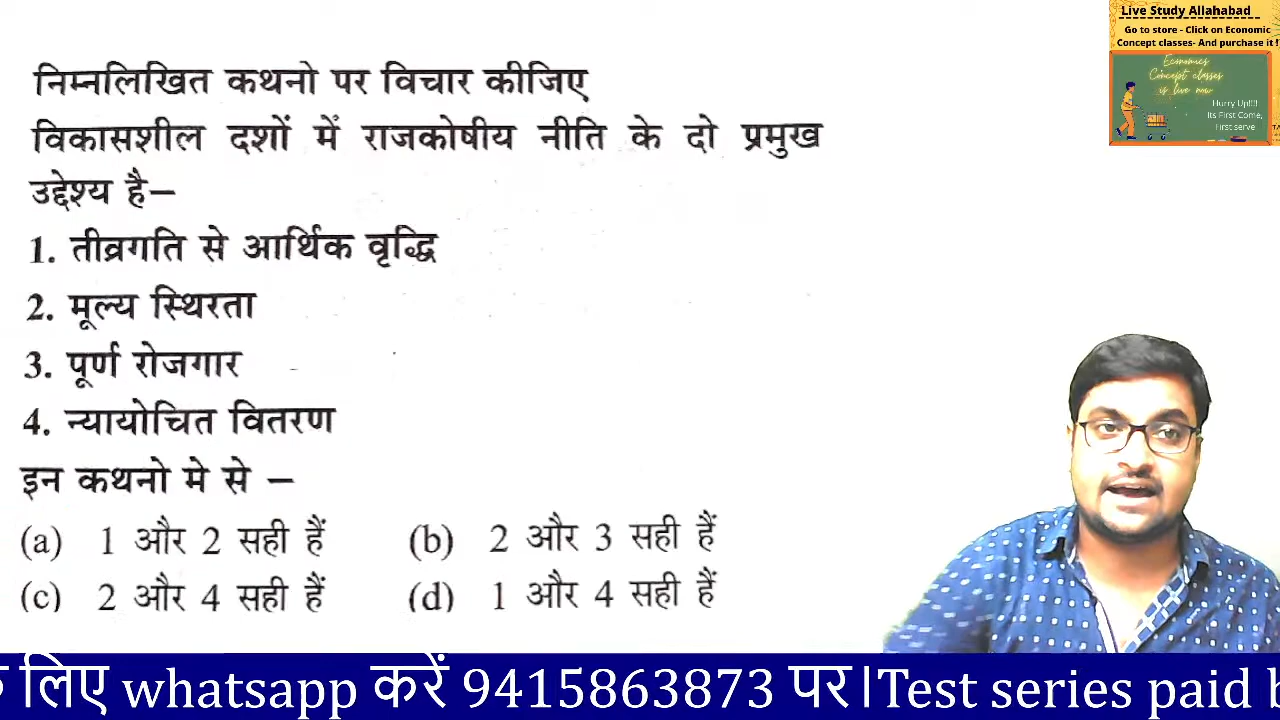 Live Study Allahabad
Go to store - Click on Economic
Concept classes- And purchase it !
Economics
Concept classes
is live now
Hurry Up!!!!
Its First Come,
First serve
निम्नलिखित कथनो पर विचार कीजिए
विकासशील दशों में राजकोषीय नीति के दो प्रमुख
उद्देश्य है–
1. तीव्रगति से आर्थिक वृद्धि
2. मूल्य स्थिरता
3. पूर्ण रोजगार
4. न्यायोचित वितरण
इन कथनो मे से –
(a) 1 और 2 सही हैं (b) 2 और 3 सही हैं
(c) 2 और 4 सही हैं (d) 1 और 4 सही हैं
लिए whatsapp करें 9415863873 पर।Test series paid